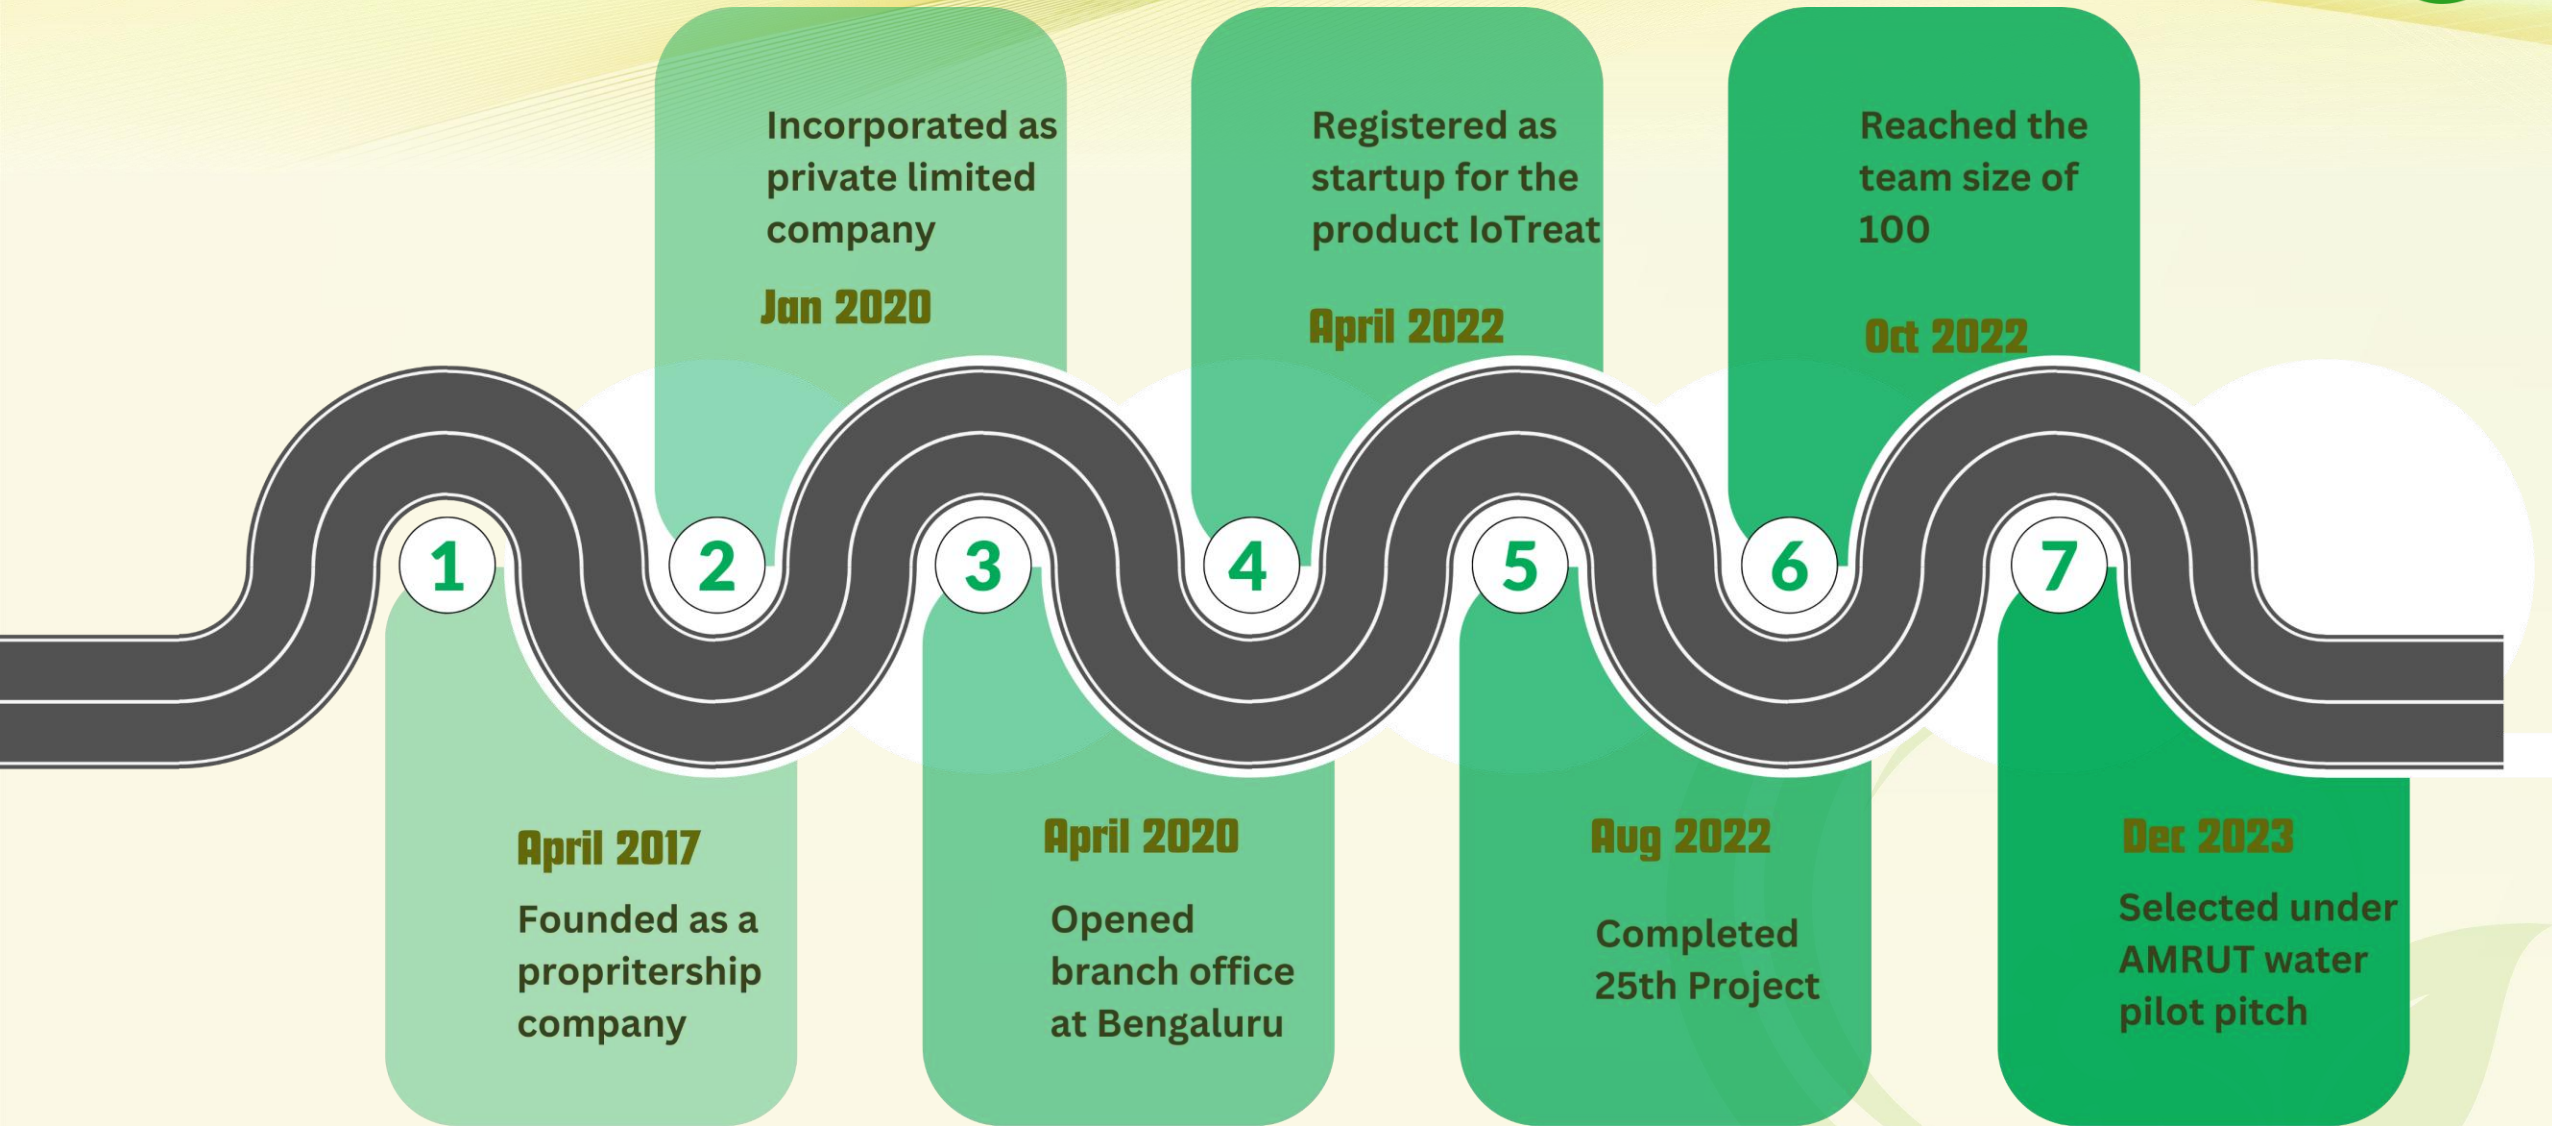 1
April 2017
Founded as a
propritership
company
2
Incorporated as
private limited
company
Jan 2020
3
April 2020
Opened
branch office
at Bengaluru
4
Registered as
startup for the
product IoTreat
April 2022
5
Aug 2022
Completed
25th Project
6
Reached the
team size of
100
Oct 2022
7
Dec 2023
Selected under
AMRUT water
pilot pitch